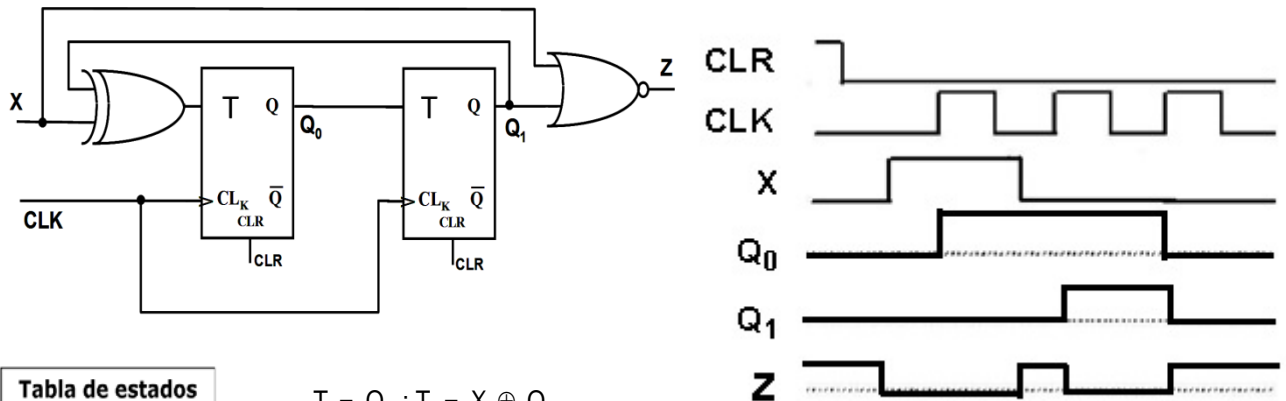 X
CLK
T Q
Q0
CLK Q̅
CLR
CLR
T Q
Q1
CLK Q̅
CLR
CLR
Z
CLR
CLK
X
Q0
Q1
Z
Tabla de estados